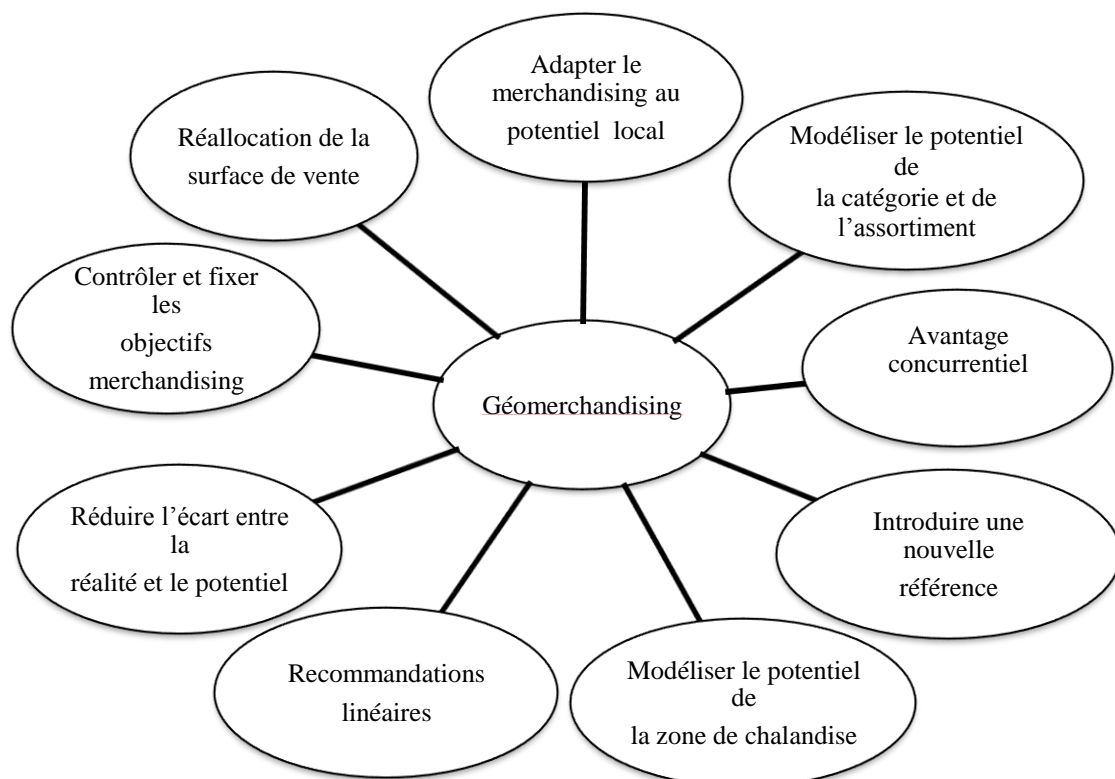 Adapter le
merchandising au
potentiel local
Réallocation de la
surface de vente
Modéliser le potentiel
de
la catégorie et de
l’assortiment
Contrôler et fixer
les
objectifs
merchandising
Avantage
concurrentiel
Géomerchandising
Réduire l’écart entre
la
réalité et le potentiel
Introduire une
nouvelle
référence
Recommandations
linéaires
Modéliser le potentiel
de
la zone de chalandise